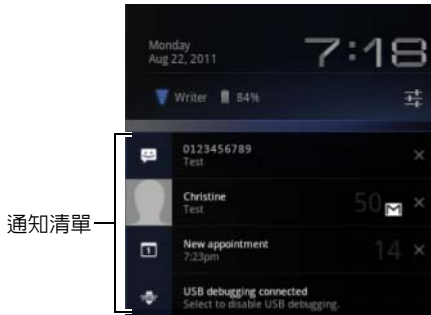 Monday
Aug 22, 2011
7:18
Writer 84%
0123456789
Test
通知清單
Christine
Test
50
New appointment
7:23pm
14
USB debugging connected
Select to disable USB debugging.